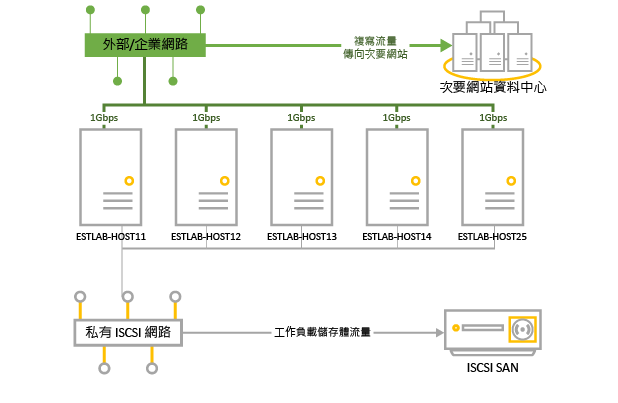 外部/企業網路
複寫流量
傳向次要網站
次要網站資料中心
1Gbps
1Gbps
1Gbps
1Gbps
1Gbps
ESTLAB-HOST11
ESTLAB-HOST12
ESTLAB-HOST13
ESTLAB-HOST14
ESTLAB-HOST25
私有 ISCSI 網路
工作負載儲存體流量
ISCSI SAN